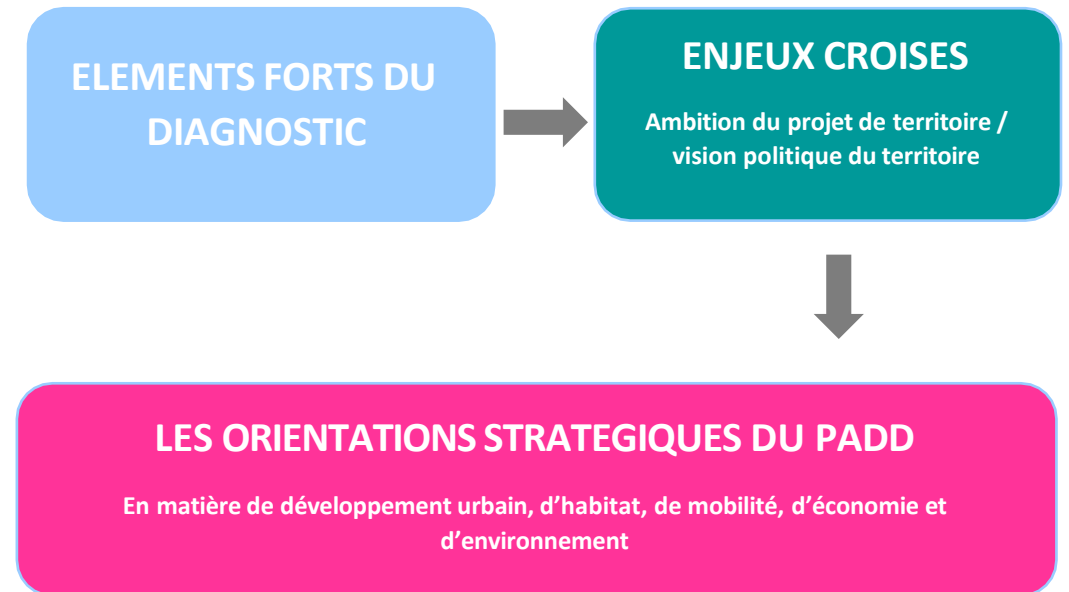 ELEMENTS FORTS DU
DIAGNOSTIC
ENJEUX CROISES
Ambition du projet de territoire /
vision politique du territoire
LES ORIENTATIONS STRATEGIQUES DU PADD
En matière de développement urbain, d’habitat, de mobilité, d’économie et
d’environnement